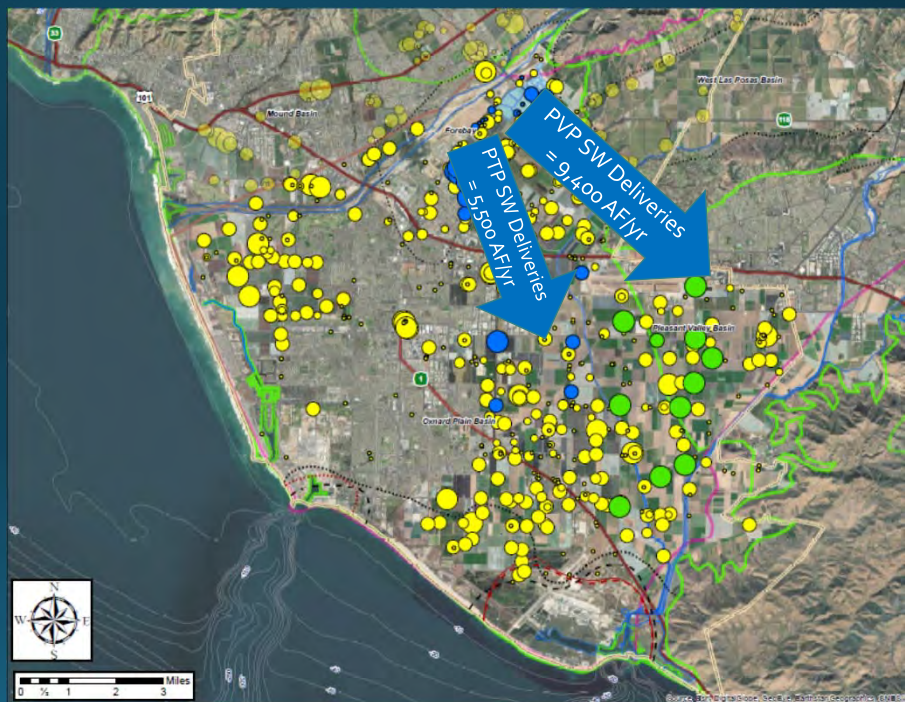 33
101
Mound Basin
West Las Posas Basin
118
Forebay
PVP SW Deliveries
= 9,400 AF/yr
PTP SW Deliveries
= 5,500 AF/yr
Pleasant Valley Basin
1
Oxnard Plain Basin
N
W E
S
0 ½ 1 2 3 Miles